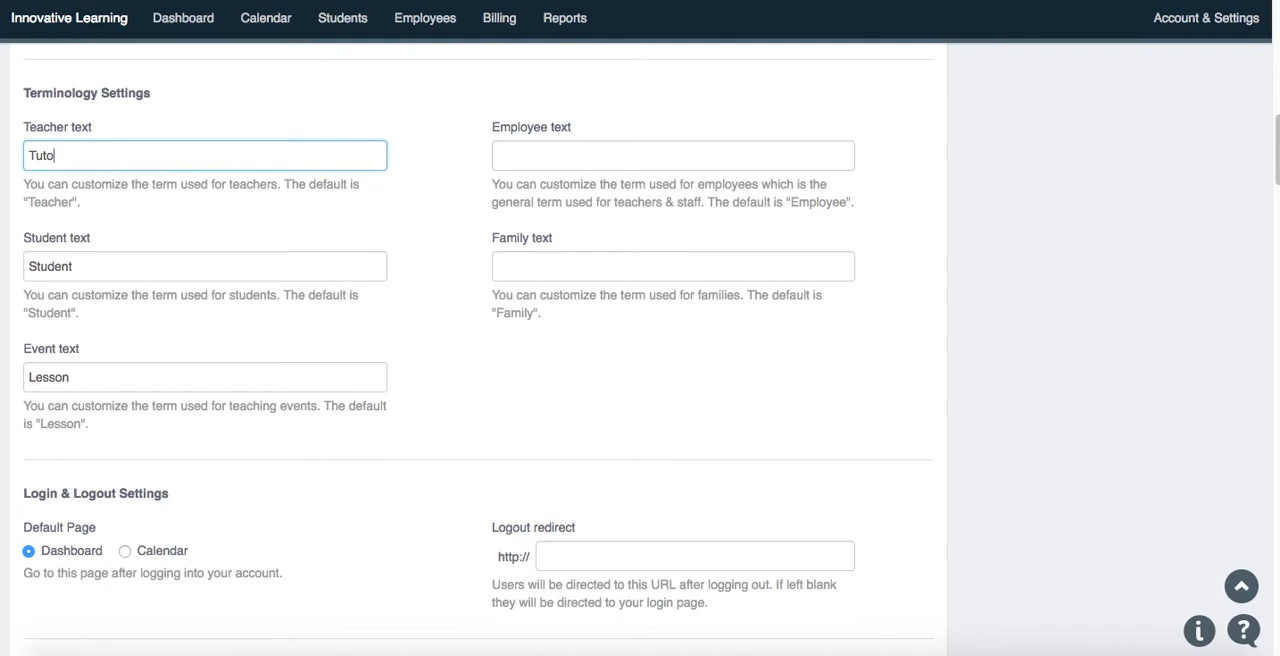 Innovative Learning Dashboard Calendar Students Employees Billing Reports Account & Settings
Terminology Settings
Teacher text
Tuto
You can customize the term used for teachers. The default is
"Teacher".
Employee text
You can customize the term used for employees which is the
general term used for teachers & staff. The default is "Employee".
Student text
Student
You can customize the term used for students. The default is
"Student".
Family text
You can customize the term used for families. The default is
"Family".
Event text
Lesson
You can customize the term used for teaching events. The default
is "Lesson".
Login & Logout Settings
Default Page
Dashboard Calendar
Go to this page after logging into your account.
Logout redirect
http://
Users will be directed to this URL after logging out. If left blank
they will be directed to your login page.